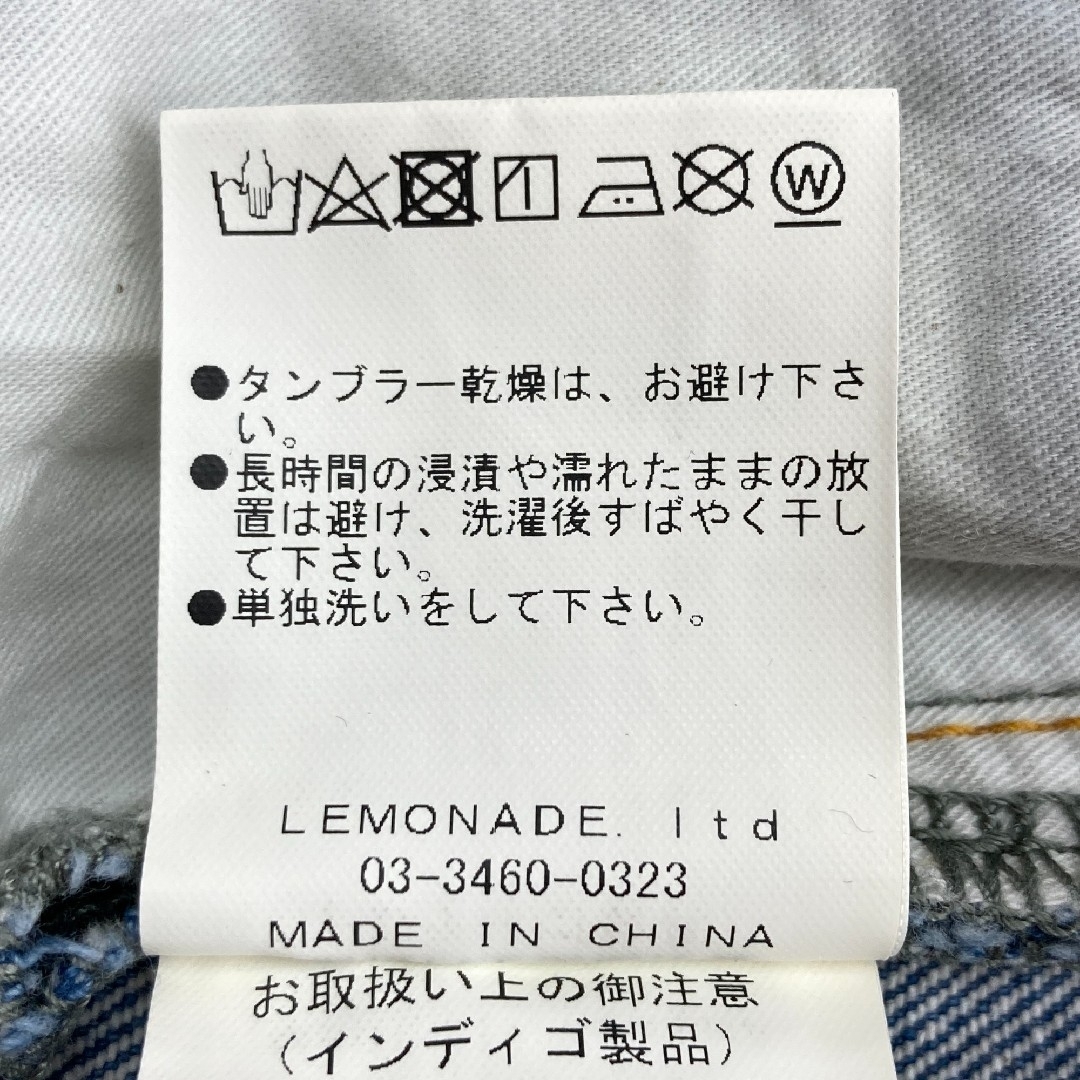 W
●タンブラー乾燥は、お避け下さ
い。
●長時間の浸漬や濡れたままの放
置は避け、洗濯後すばやく干し
て下さい。
●単独洗いをして下さい。
LEMONADE. ltd
03-3460-0323
MADE IN CHINA
お取扱い上の御注意
(インディゴ製品)